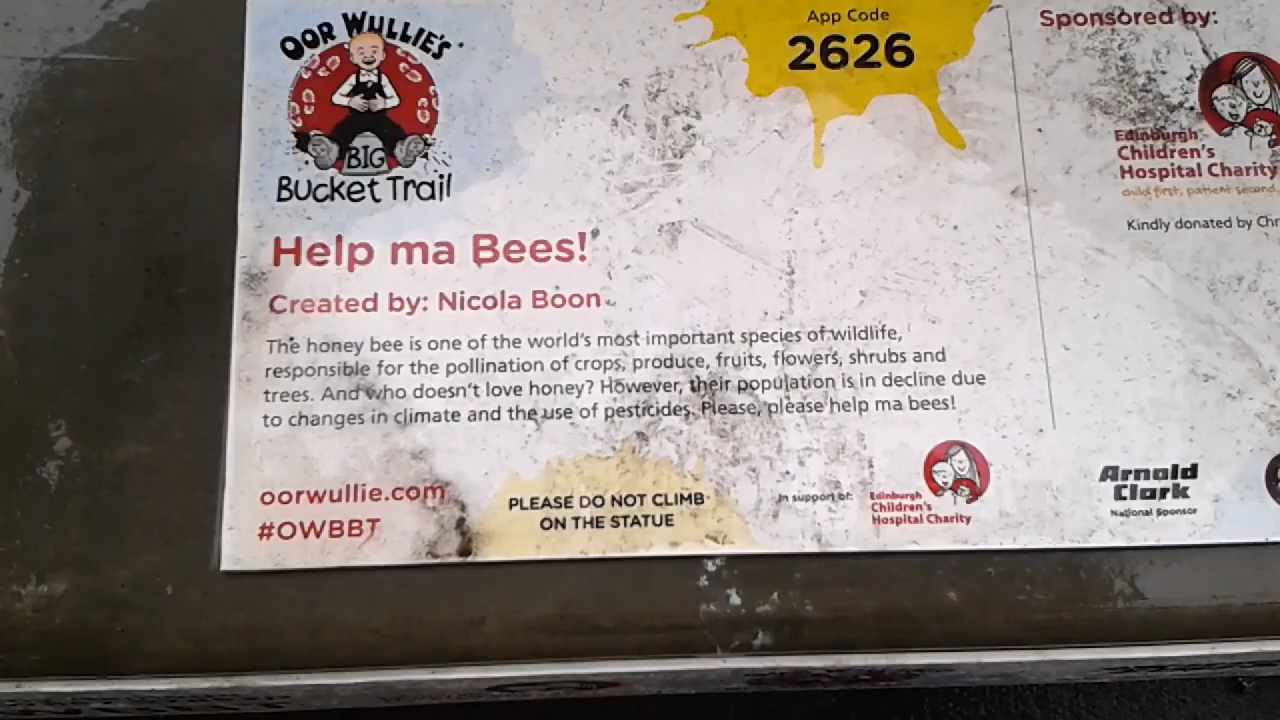 OOR WULLIE'S
BIG
Bucket Trail
App Code
2626
Help ma Bees!
Created by: Nicola Boon
The honey bee is one of the world's most important species of wildlife,
responsible for the pollination of crops, produce, fruits, flowers, shrubs and
trees. And who doesn't love honey? However, their population is in decline due
to changes in climate and the use of pesticides. Please, please help ma bees!
oorwullie.com
#OWBBT
PLEASE DO NOT CLIMB
ON THE STATUE
In support of:
Edinburgh
Children's
Hospital Charity
Sponsored by:
Edinburgh
Children's
Hospital Charity
child first, patient second
Kindly donated by Chr
Arnold
Clark
National Sponsor